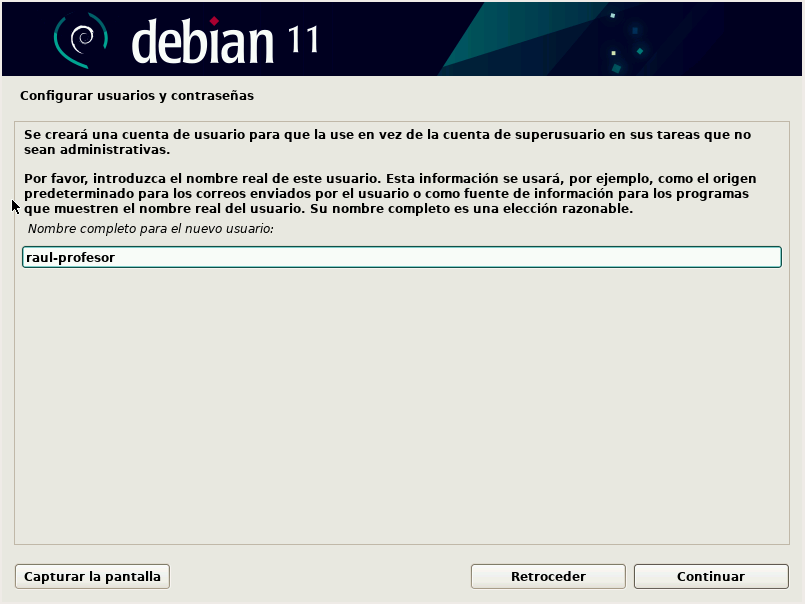 debian 11
Configurar usuarios y contraseñas
Se creará una cuenta de usuario para que la use en vez de la cuenta de superusuario en sus tareas que no
sean administrativas.
Por favor, introduzca el nombre real de este usuario. Esta información se usará, por ejemplo, como el origen
predeterminado para los correos enviados por el usuario o como fuente de información para los programas
que muestren el nombre real del usuario. Su nombre completo es una elección razonable.
Nombre completo para el nuevo usuario:
raul-profesor
Capturar la pantalla
Retroceder
Continuar